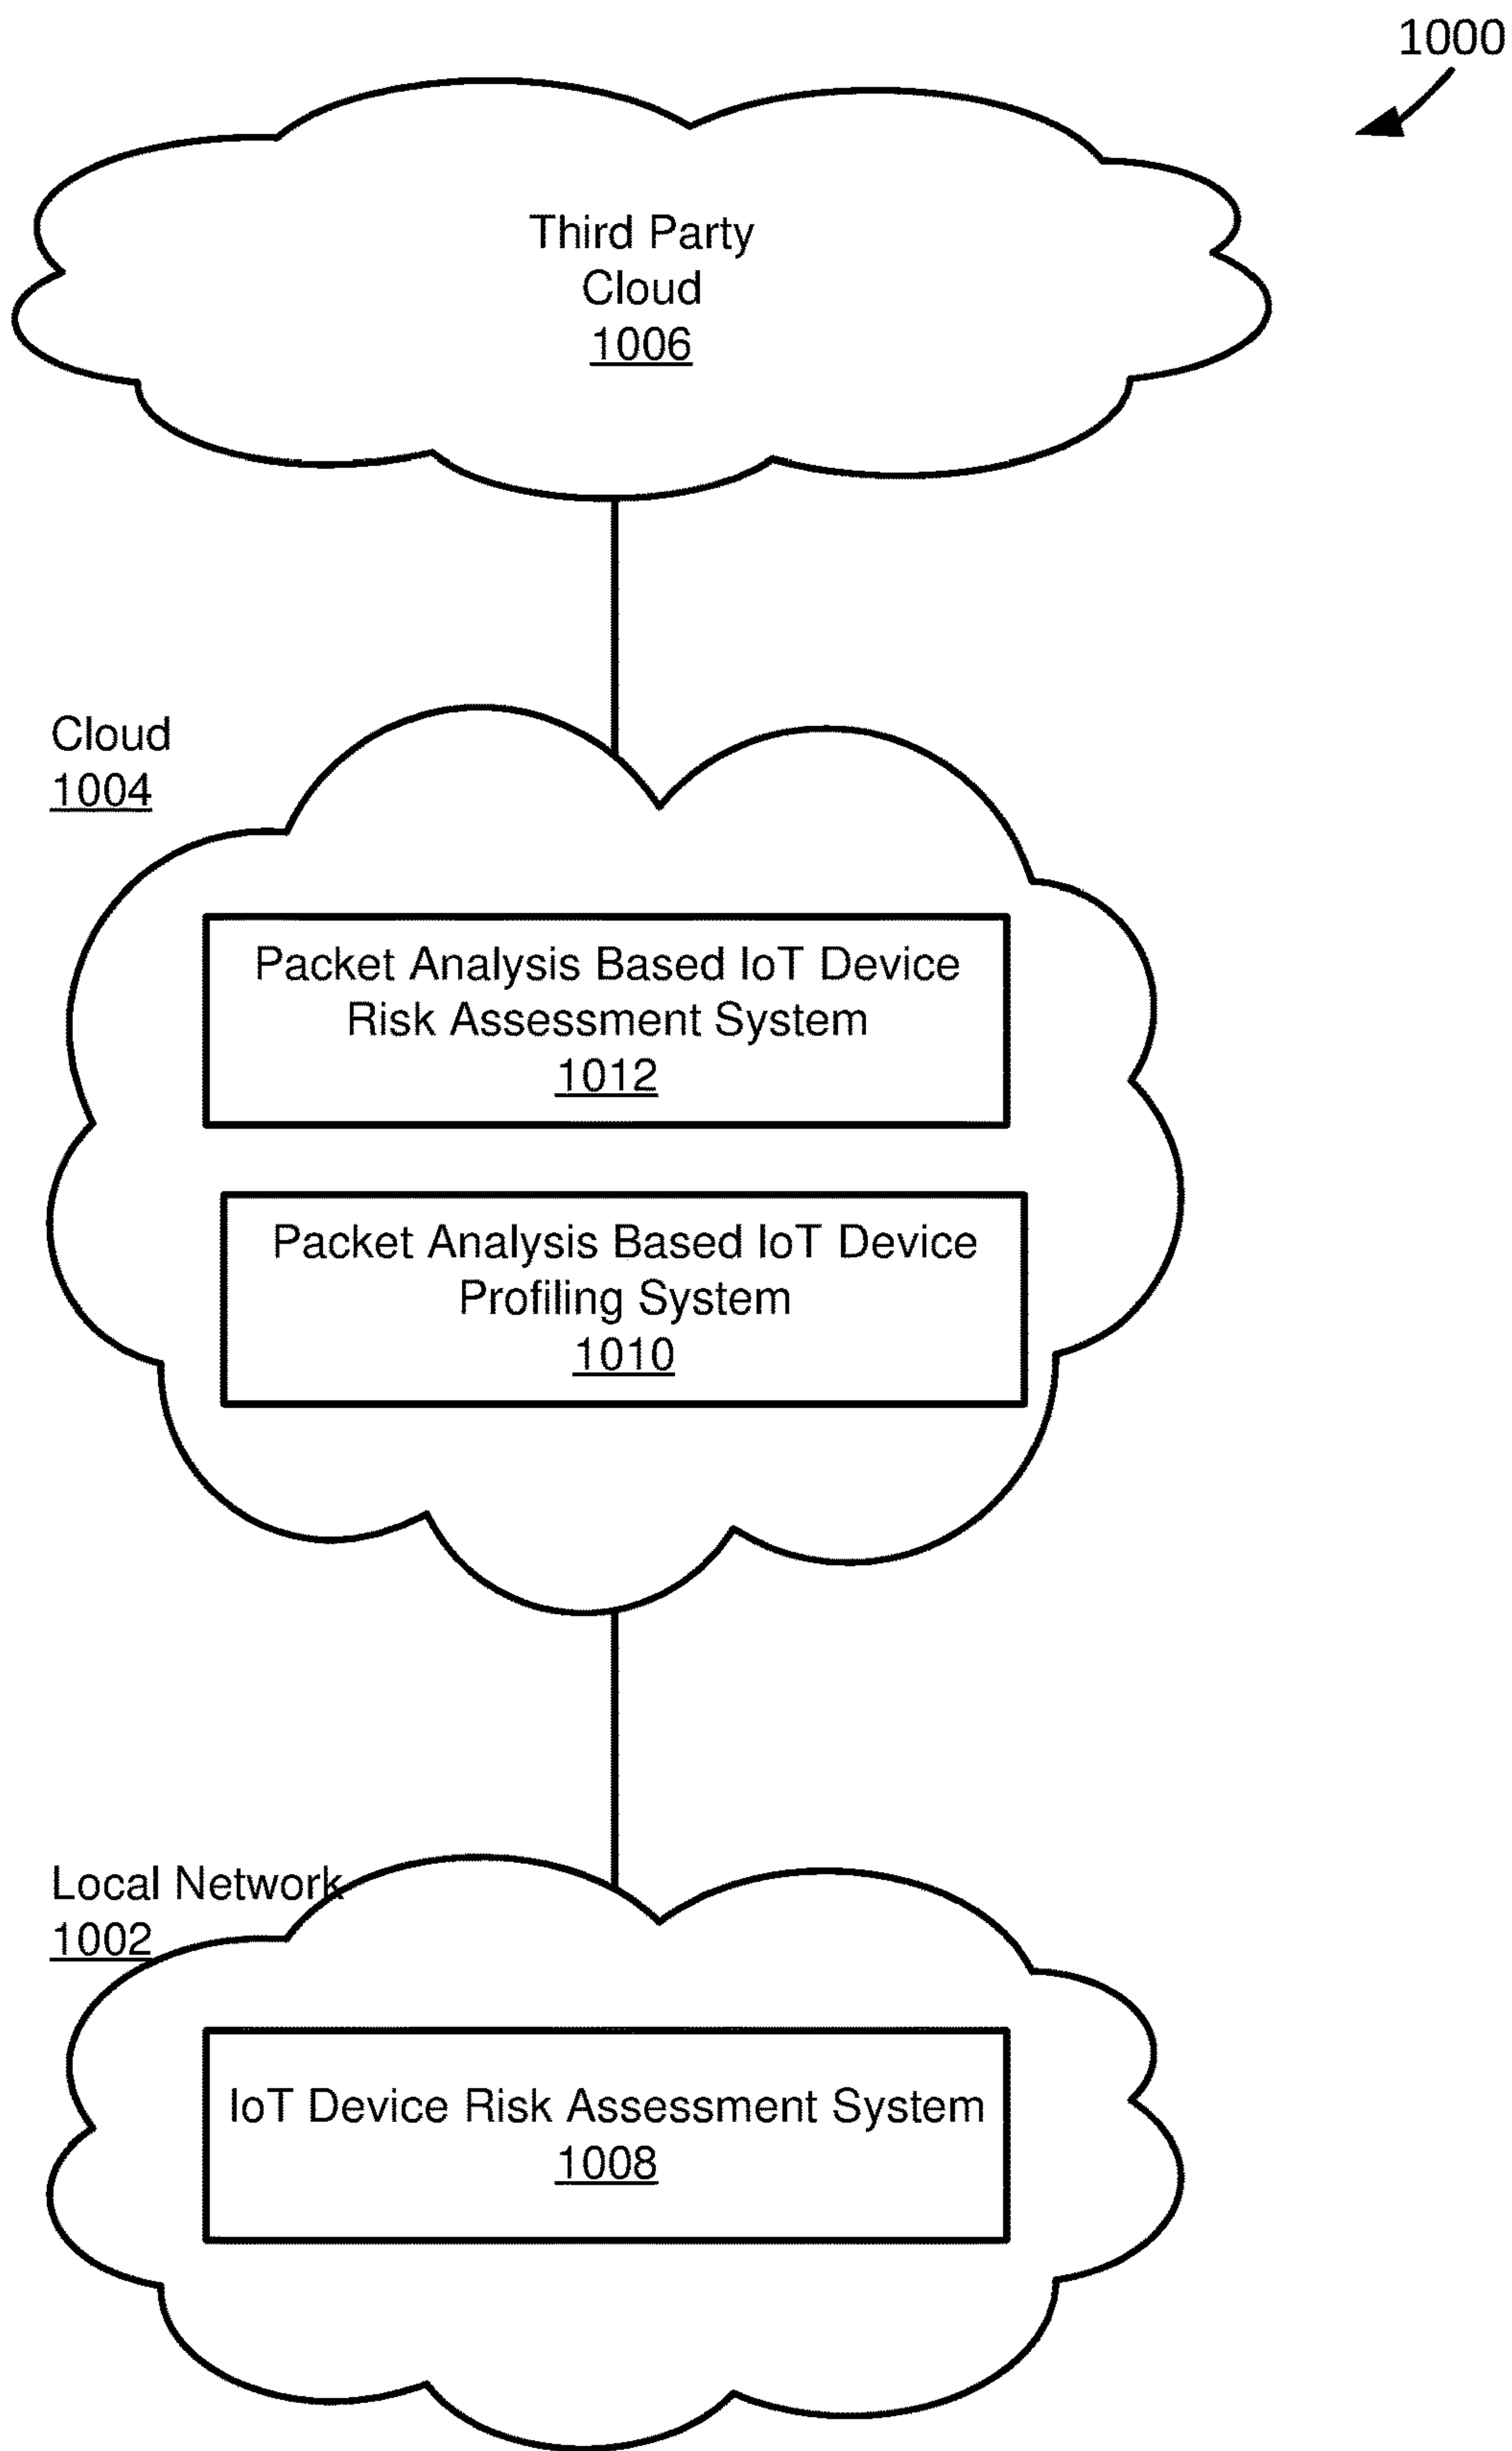 1000
Third Party
Cloud
1006
Cloud
1004
Packet Analysis Based IoT Device
Risk Assessment System
1012
Packet Analysis Based IoT Device
Profiling System
1010
Local Network
1002
IoT Device Risk Assessment System
1008